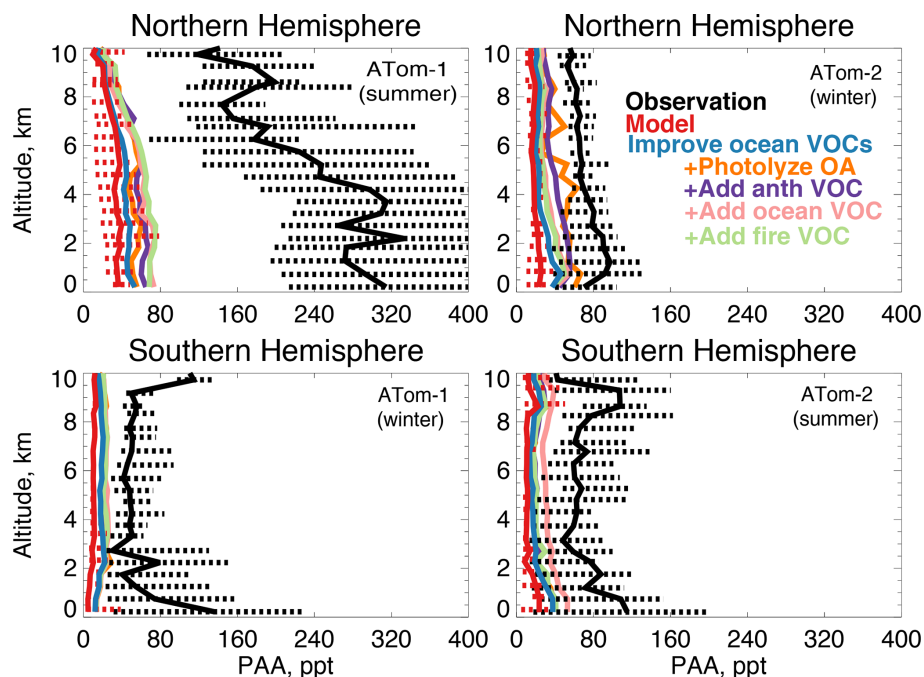 Northern Hemisphere
Northern Hemisphere
10
8
6
4
2
0
Altitude, km
ATom-1
(summer)
0 80 160 240 320 400
10
8
6
4
2
0
ATom-2
(winter)
Observation
Model
Improve ocean VOCs
+Photolyze OA
+Add anth VOC
+Add ocean VOC
+Add fire VOC
0 80 160 240 320 400
Southern Hemisphere
Southern Hemisphere
10
8
6
4
2
0
Altitude, km
ATom-1
(winter)
0 80 160 240 320 400
PAA, ppt
10
8
6
4
2
0
ATom-2
(summer)
0 80 160 240 320 400
PAA, ppt